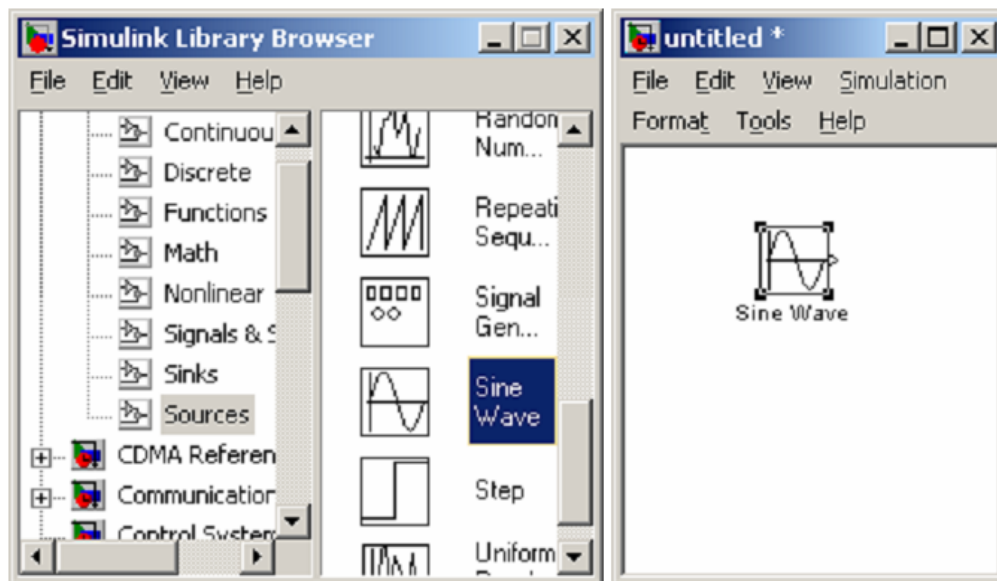 Simulink Library Browser
File Edit View Help
Continuou
Discrete
Functions
Math
Nonlinear
Signals & S
Sinks
Sources
CDMA Referen
Communication
Control System
Random
Num...
Repeati
Sequ...
Signal
Gen...
Sine
Wave
Step
Uniform
untitled *
File Edit View Simulation
Format Tools Help
Sine Wave